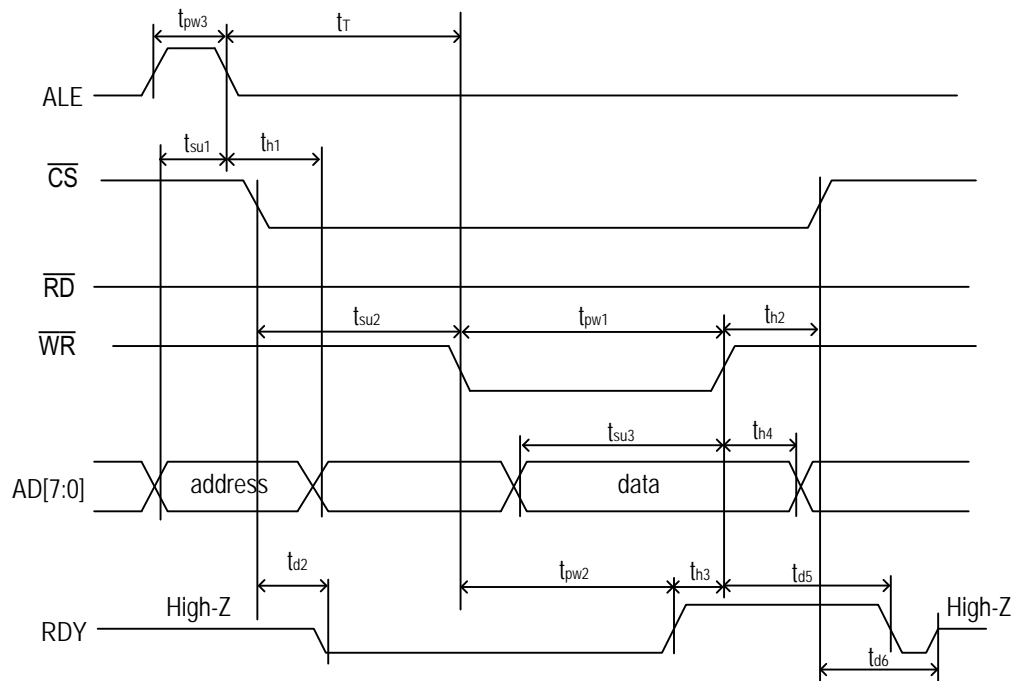 tpw3 tT
ALE
tsu1 th1
CS
RD
tsu2 tpw1 th2
WR
tsu3 th4
AD[7:0] address data
td2 tpw2 th3 td5
High-Z High-Z
RDY
td6